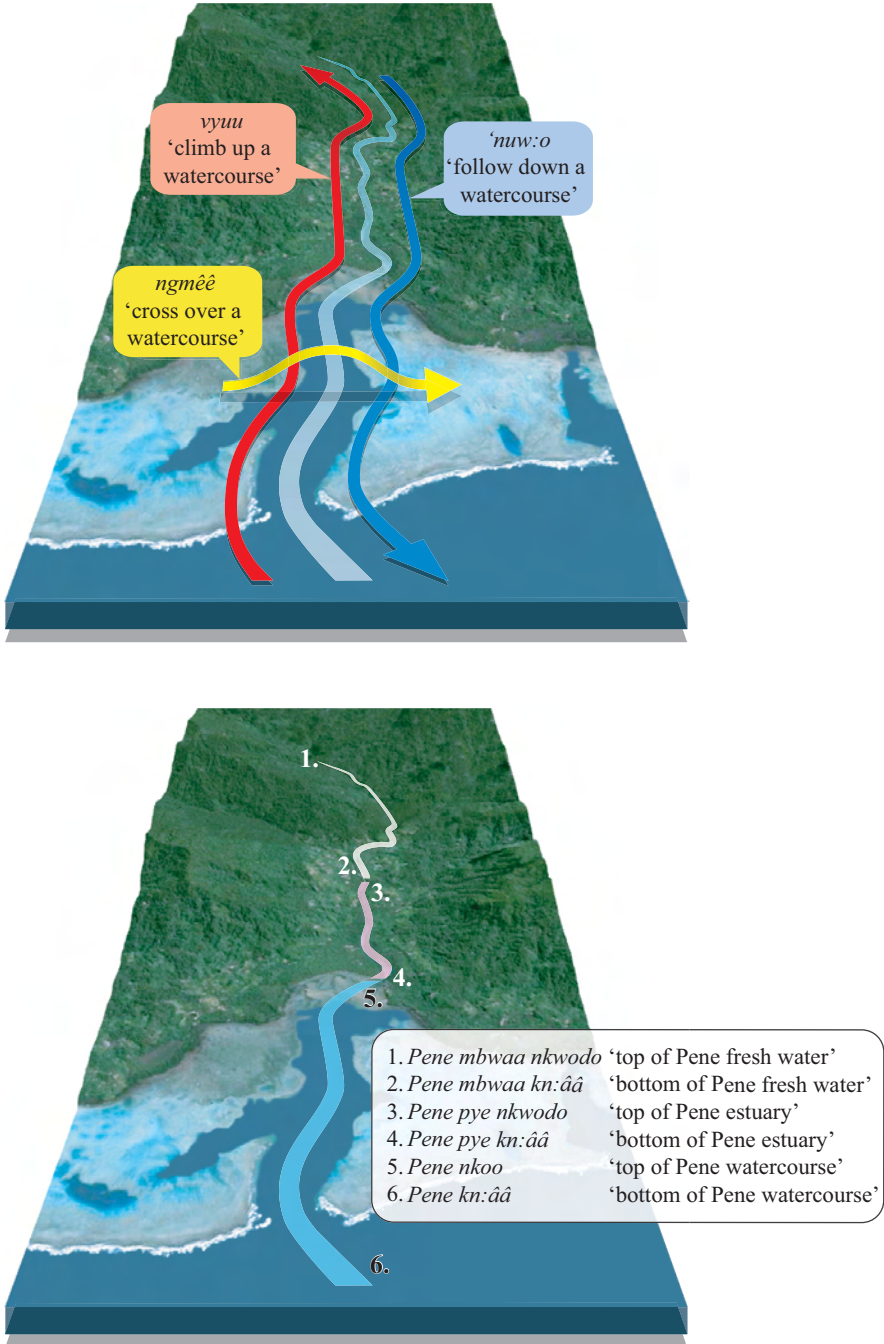 vyuu
‘climb up a
watercourse’
‘nuw:o
‘follow down a
watercourse’
ngmêê
‘cross over a
watercourse’
1.
2.
3.
4.
5.
1. Pene mbwaa nkwodo ‘top of Pene fresh water’
2. Pene mbwaa kn:ââ ‘bottom of Pene fresh water’
3. Pene pye nkwodo ‘top of Pene estuary’
4. Pene pye kn:ââ ‘bottom of Pene estuary’
5. Pene nkoo ‘top of Pene watercourse’
6. Pene kn:ââ ‘bottom of Pene watercourse’
6.